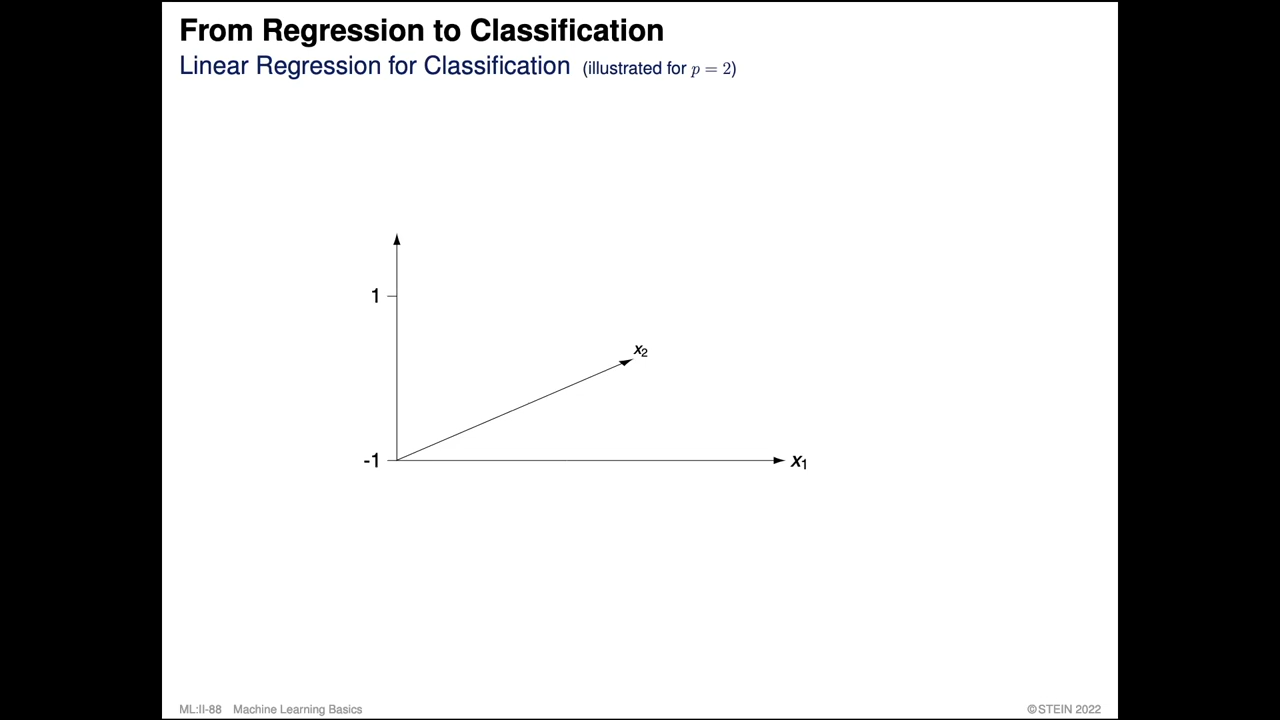 From Regression to Classification
Linear Regression for Classification (illustrated for p = 2)
1
x₂
-1
x₁
ML:II-88 Machine Learning Basics
©STEIN 2022